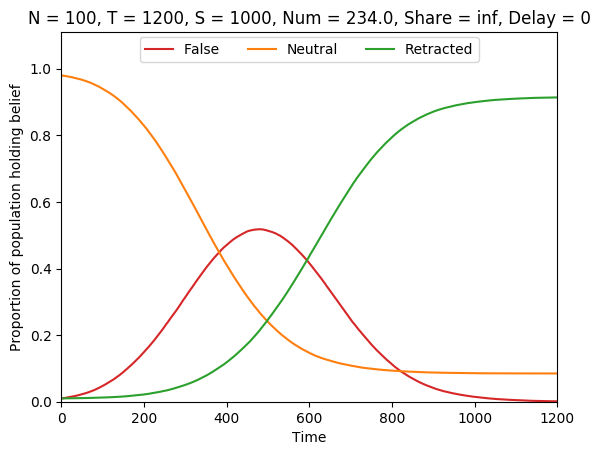 N = 100, T = 1200, S = 1000, Num = 234.0, Share = inf, Delay = 0
False Neutral Retracted
Proportion of population holding belief
1.0
0.8
0.6
0.4
0.2
0.0
0 200 400 600 800 1000 1200
Time